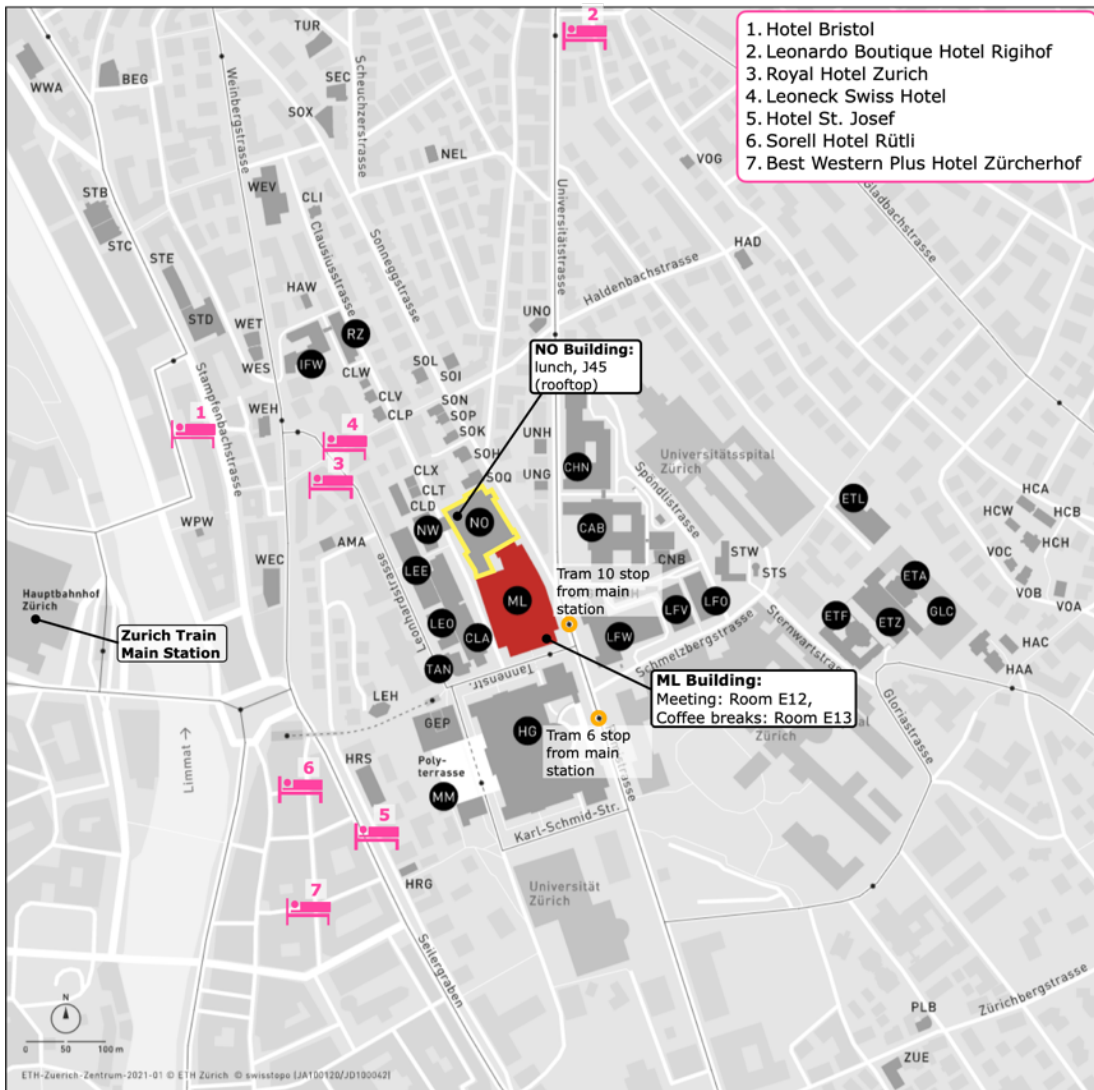 1. Hotel Bristol
2. Leonardo Boutique Hotel Rigihof
3. Royal Hotel Zurich
4. Leoneck Swiss Hotel
5. Hotel St. Josef
6. Sorell Hotel Rütli
7. Best Western Plus Hotel Zürcherhof
2
TUR
WWA
BEG
SEC
SOX
Weinbergstrasse
Scheuchzerstrasse
NEL
VOG
Gladbachstrasse
Universitätstrasse
STB
WEV
CLI
STC
Clausiusstrasse
Sonneggstrasse
HAD
STE
Haldenbachstrasse
HAW
UNO
STD
WET
RZ
IFW
WES
CLW
SOL
SOI
NO Building:
lunch, J45
(rooftop)
Stampfenbachstrasse
CLV
CLP
SON
SOP
WEH
SOK
1
4
UNH
SOH
Universitätsspital
Zürich
3
CLX
SOQ
UNG
CHN
CLT
Spöndlistrasse
ETL
HCA
CLD
HCW
HCB
WPW
NW
NO
CAB
AMA
HCH
CNB
STW
VOC
WEC
LEE
STS
ETA
VOB
VOA
Hauptbahnhof
Zürich
Tram 10 stop
from main
station
ML
LFV
LFO
GLC
LEO
ETF
ETZ
CLA
LFW
HAC
Zurich Train
Main Station
Leonhardstrasse
TAN
Tannenstr.
Schmelzbergstrasse
Sternwartstrasse
HAA
ML Building:
Meeting: Room E12,
Coffee breaks: Room E13
LEH
GEP
HG
Zürich
Gloriastrasse
Limmat →
Tram 6 stop
from main
station
HRS
Poly-
terrasse
6
MM
5
Karl-Schmid-Str.
HRG
7
Universität
Zürich
Seilergraben
N
Zürichbergstrasse
PLB
0 50 100 m
ZUE
ETH-Zuerich-Zentrum-2021-01 © ETH Zürich © swisstopo (JA100120/JD100042)